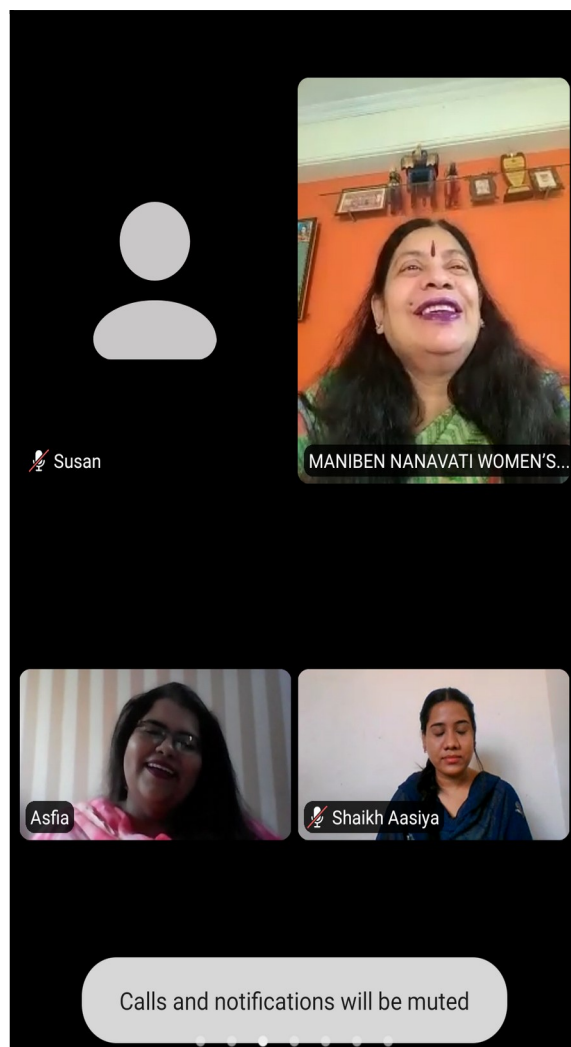 Susan
MANIBEN NANAVATI WOMEN'S...
Asfia
Shaikh Aasiya
Calls and notifications will be muted